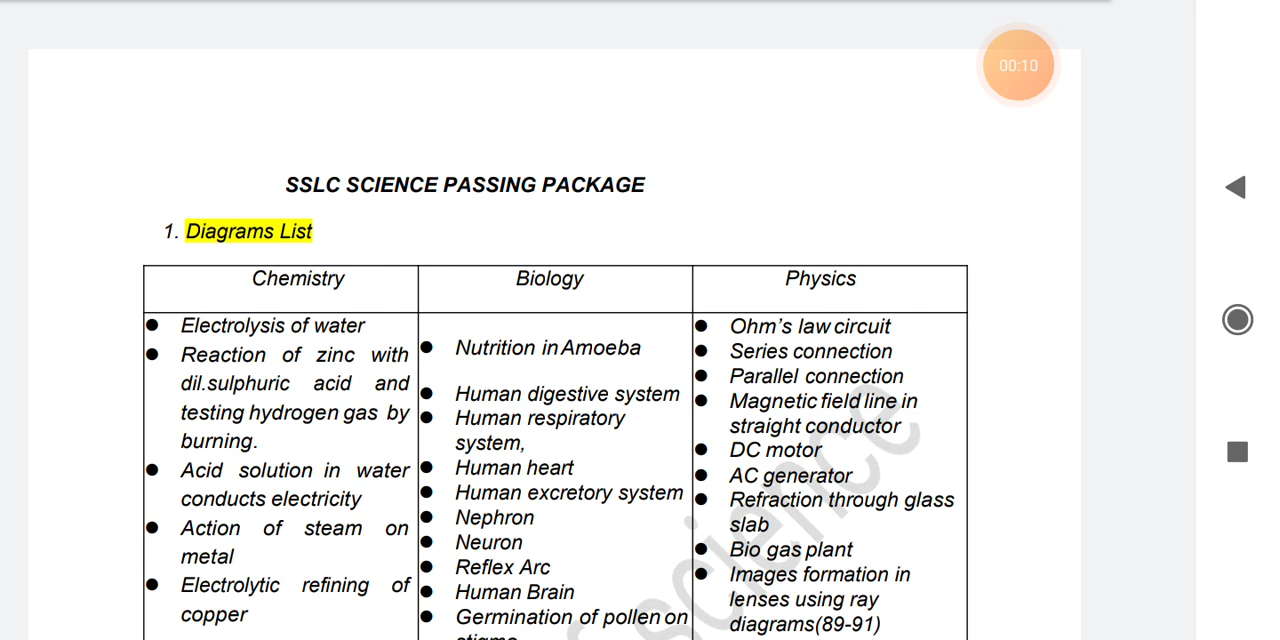 00:10
SSLC SCIENCE PASSING PACKAGE
1. Diagrams List
Chemistry
Electrolysis of water
Reaction of zinc with
dil.sulphuric acid and
testing hydrogen gas by
burning.
Acid solution in water
conducts electricity
Action of steam on
metal
Electrolytic refining of
copper
Biology
Nutrition in Amoeba
Human digestive system
Human respiratory
system,
Human heart
Human excretory system
Nephron
Neuron
Reflex Arc
Human Brain
Germination of pollen on
stigma
Physics
Ohm's law circuit
Series connection
Parallel connection
Magnetic field line in
straight conductor
DC motor
AC generator
Refraction through glass
slab
Bio gas plant
Images formation in
lenses using ray
diagrams(89-91)
science